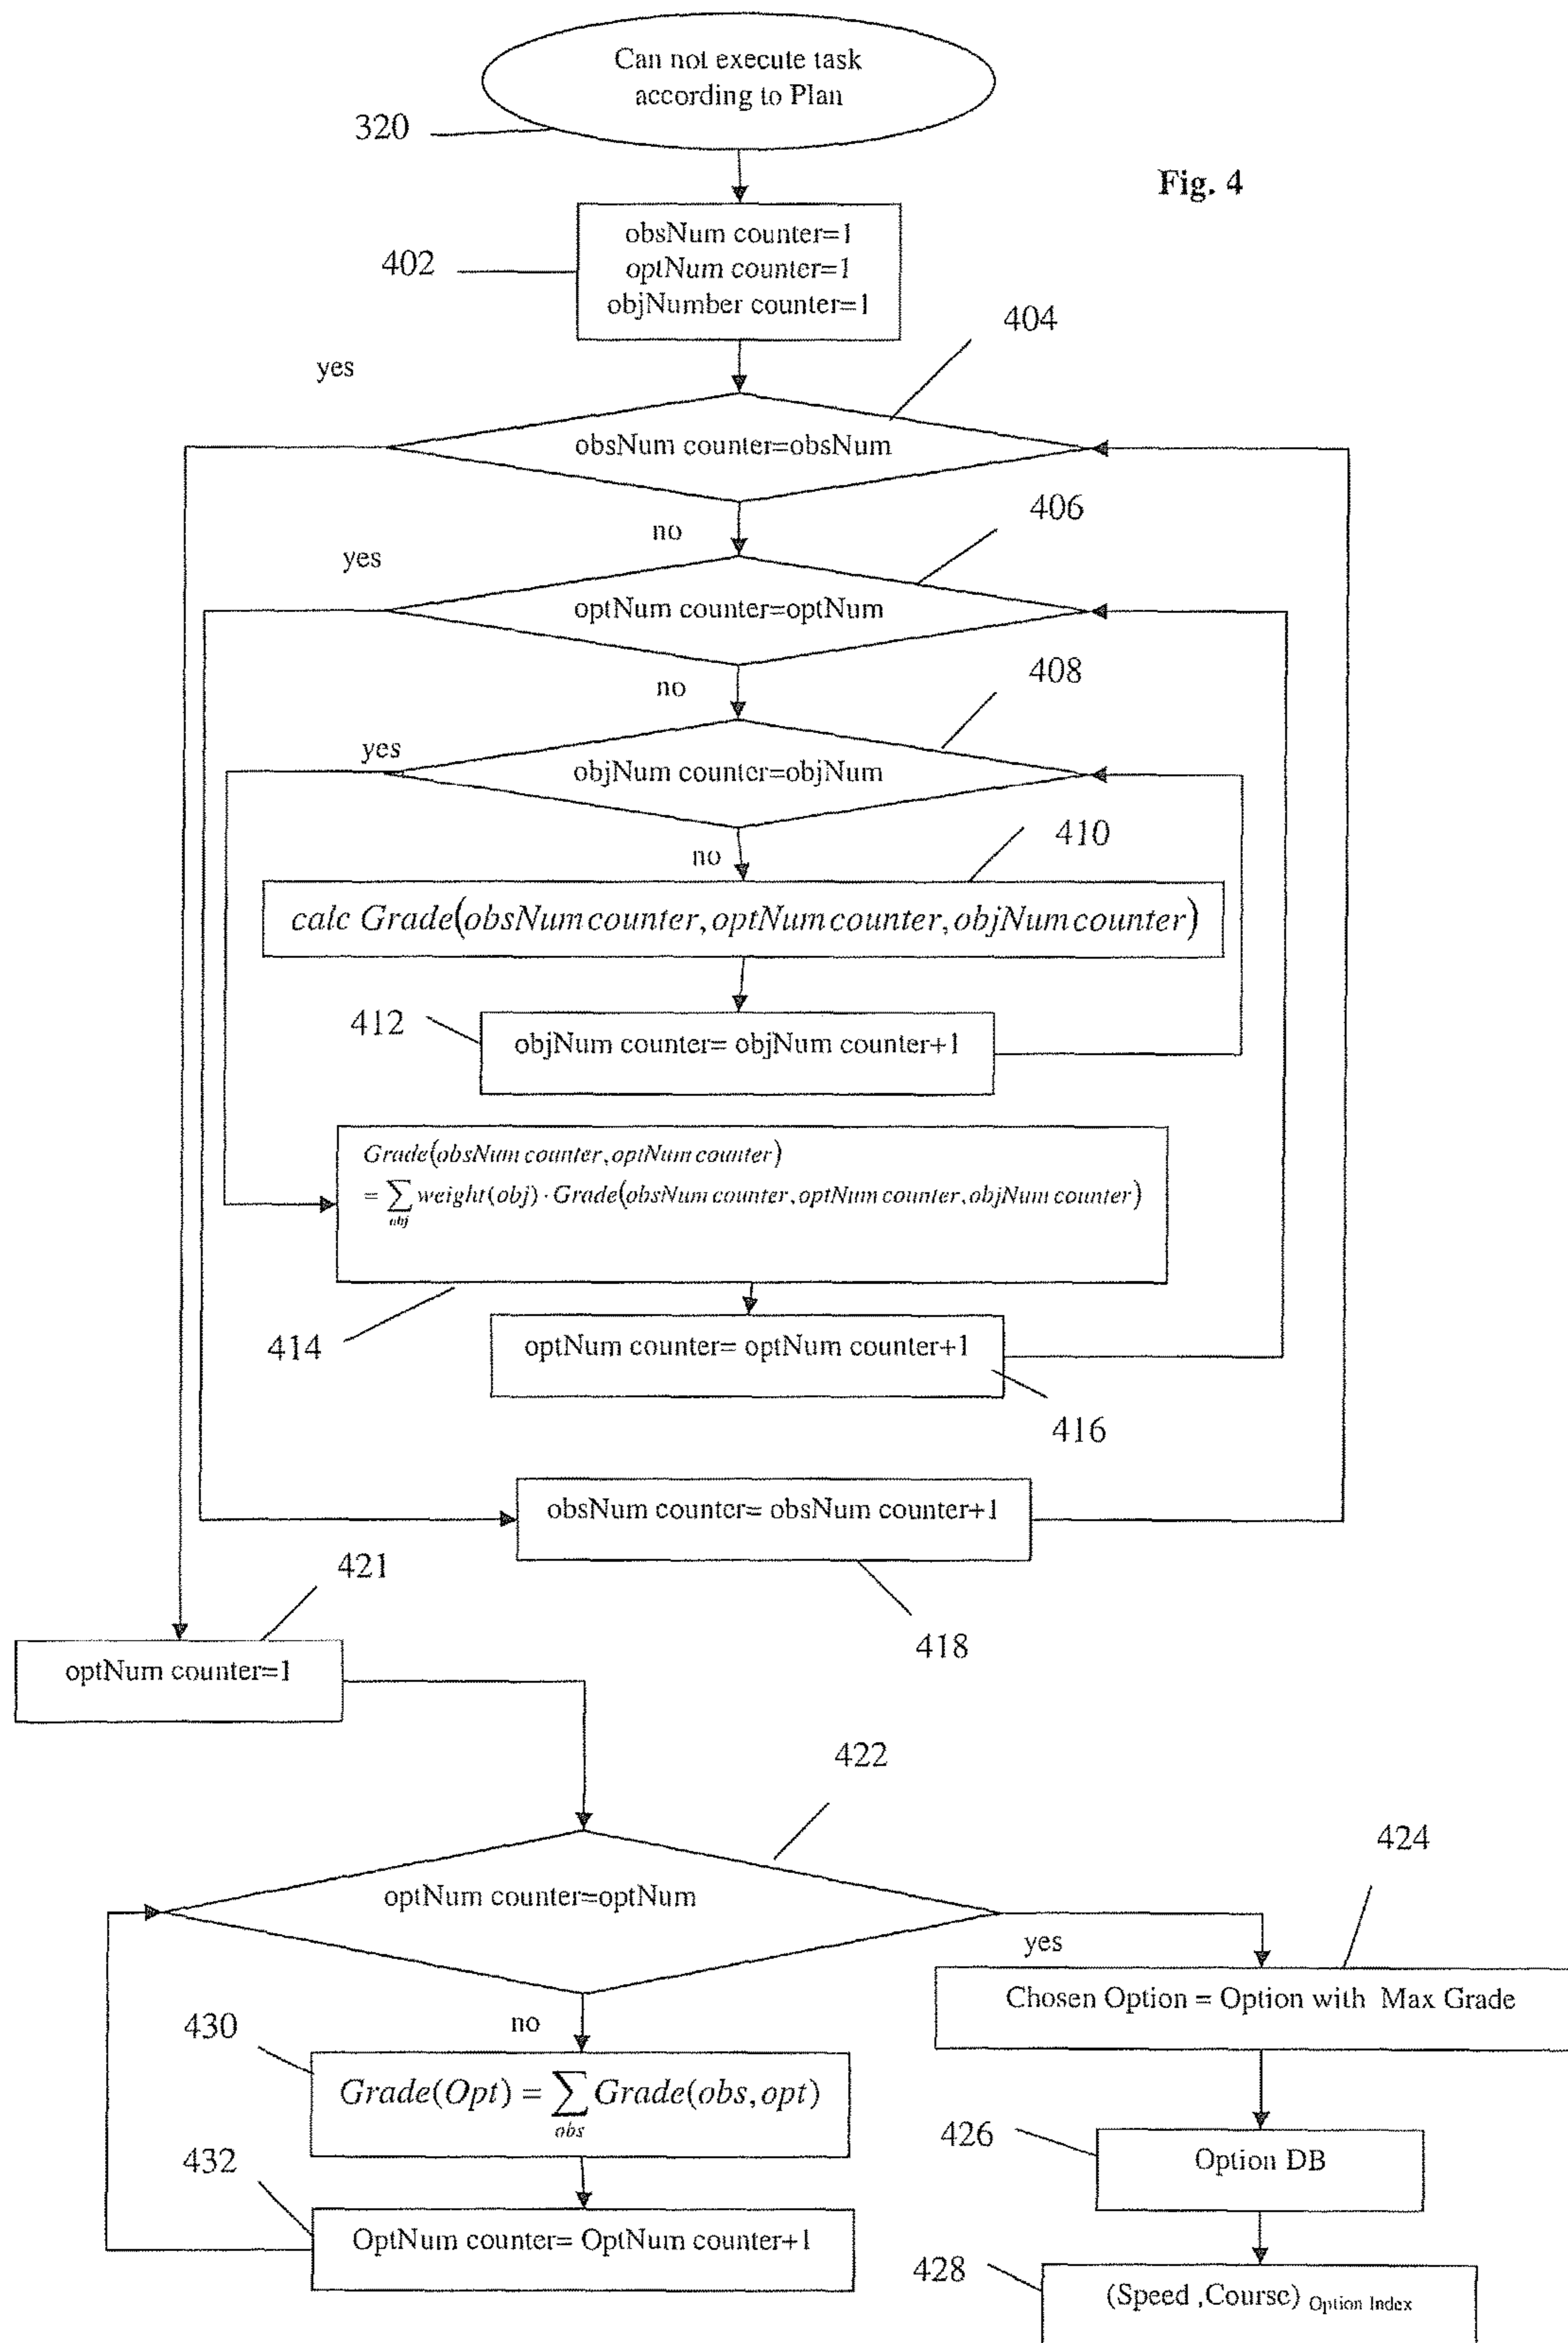 Can not execute task
according to Plan
320
Fig. 4
obsNum counter=1
optNum counter=1
objNumber counter=1
402
404
yes
obsNum counter=obsNum
406
no
yes
optNum counter=optNum
408
no
yes
objNum counter=objNum
410
no
calc Grade(obsNum counter, optNum counter, objNum counter)
412
objNum counter= objNum counter+1
Grade(obsNum counter, optNum counter)
= ∑ weight(obj) · Grade(obsNum counter, optNum counter, objNum counter)
obj
414
optNum counter= optNum counter+1
416
obsNum counter= obsNum counter+1
421
418
optNum counter=1
422
424
optNum counter=optNum
yes
Chosen Option = Option with Max Grade
430
no
Grade(Opt) = ∑ Grade(obs, opt)
obs
426
Option DB
432
OptNum counter= OptNum counter+1
428
(Speed ,Course) Option Index